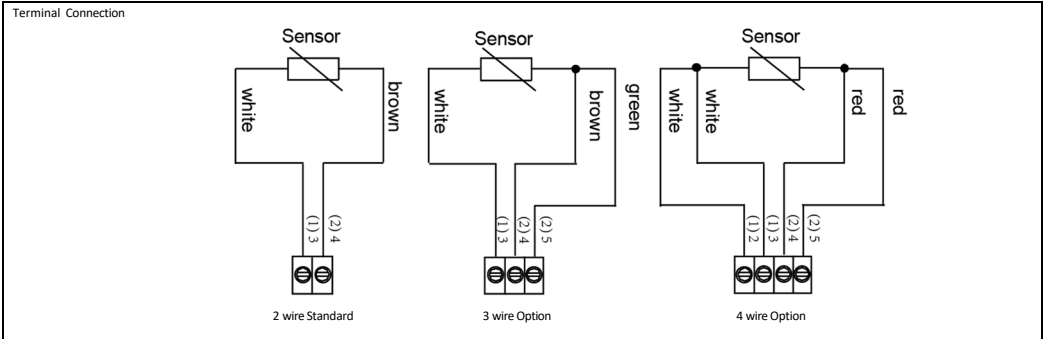 Terminal Connection
Sensor
white
brown
(1) 3
(2) 4
2 wire Standard
Sensor
white
brown
green
(1) 3
(2) 4
(2) 5
3 wire Option
Sensor
white
white
red
red
(1) 2
(1) 3
(2) 4
(2) 5
4 wire Option